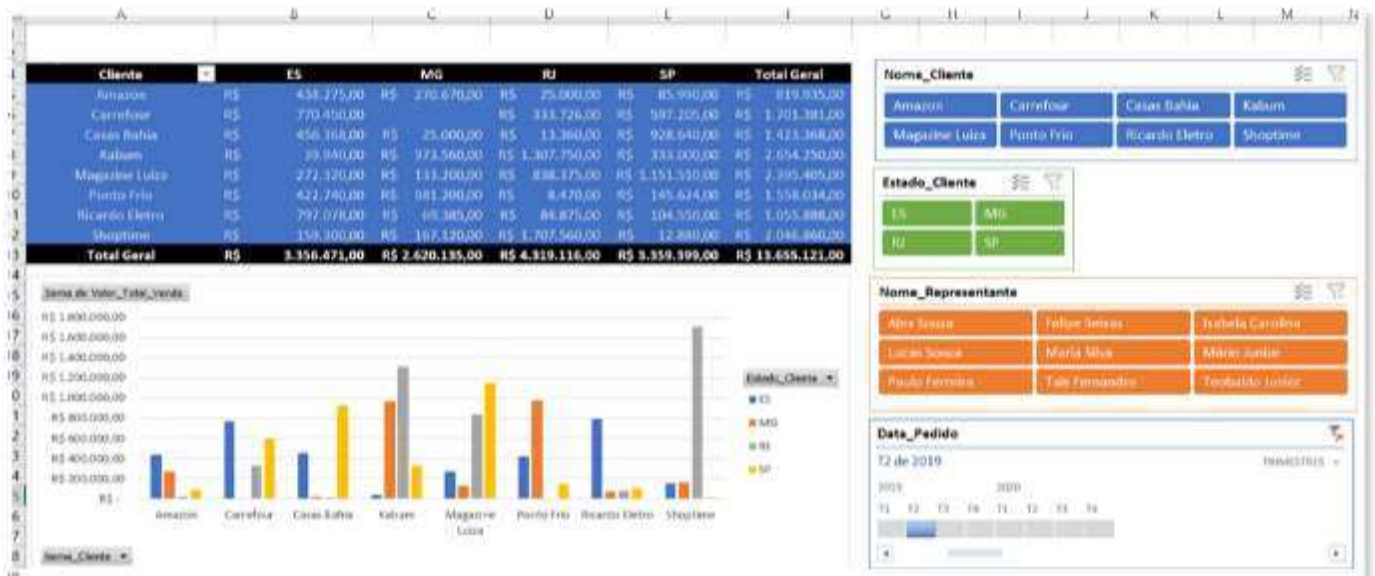 Cliente ES MG RJ SP Total Geral
Amazon R$ 438.275,00 R$ 270.670,00 R$ 25.000,00 R$ 85.990,00 R$ 819.935,00
Carrefour R$ 770.450,00 R$ 333.726,00 R$ 597.205,00 R$ 1.701.381,00
Casas Bahia R$ 456.368,00 R$ 25.000,00 R$ 13.360,00 R$ 928.640,00 R$ 1.423.368,00
Kabum R$ 39.940,00 R$ 973.560,00 R$ 1.307.750,00 R$ 333.000,00 R$ 2.654.250,00
Magazine Luiza R$ 272.320,00 R$ 133.200,00 R$ 838.375,00 R$ 1.151.510,00 R$ 2.395.405,00
Ponto Frio R$ 422.740,00 R$ 981.200,00 R$ 8.470,00 R$ 145.624,00 R$ 1.558.034,00
Ricardo Eletro R$ 797.078,00 R$ 69.385,00 R$ 84.875,00 R$ 104.550,00 R$ 1.055.888,00
Shoptime R$ 159.300,00 R$ 167.120,00 R$ 1.707.560,00 R$ 12.880,00 R$ 2.046.860,00
Total Geral R$ 3.356.471,00 R$ 2.620.135,00 R$ 4.319.116,00 R$ 3.359.399,00 R$ 13.655.121,00
Soma de Valor_Total_Venda
R$ 1.800.000,00
R$ 1.600.000,00
R$ 1.400.000,00
R$ 1.200.000,00
R$ 1.000.000,00
R$ 800.000,00
R$ 600.000,00
R$ 400.000,00
R$ 200.000,00
R$ -
Amazon Carrefour Casas Bahia Kabum Magazine Luiza Ponto Frio Ricardo Eletro Shoptime
Nome_Cliente
Estado_Cliente
ES
MG
RJ
SP
Nome_Cliente
Amazon Carrefour Casas Bahia Kabum
Magazine Luiza Ponto Frio Ricardo Eletro Shoptime
Estado_Cliente
ES MG
RJ SP
Nome_Representante
Alex Souza Felipe Seixas Isabela Carolina
Lucas Souza Maria Silva Mário Junior
Paulo Ferreira Tais Fernandes Teobaldo Junior
Data_Pedido
T2 de 2019 TRIMESTRES
2019 2020
T1 T2 T3 T4 T1 T2 T3 T4